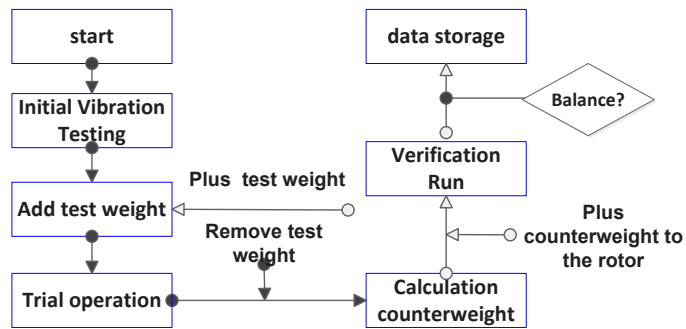 start
Initial Vibration
Testing
Add test weight
Trial operation
Plus test weight
Remove test
weight
data storage
Balance?
Verification
Run
Plus
counterweight to
the rotor
Calculation
counterweight